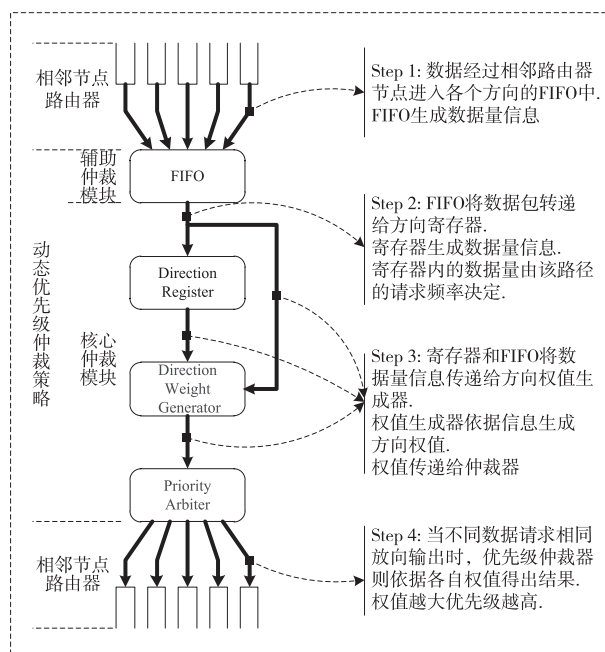 相邻节点
路由器
Step 1: 数据经过相邻路由器
节点进入各个方向的FIFO中.
FIFO生成数据量信息
辅助
仲裁
模块
FIFO
Step 2: FIFO将数据包转递
给方向寄存器.
寄存器生成数据量信息.
寄存器内的数据量由该路径
的请求频率决定.
动态优先级仲裁策略
Direction
Register
核心
仲裁
模块
Direction
Weight
Generator
Step 3: 寄存器和FIFO将数
据量信息传递给方向权值生
成器.
权值生成器依据信息生成
方向权值.
权值传递给仲裁器
Priority
Arbiter
相邻节点
路由器
Step 4: 当不同数据请求相同
放向输出时，优先级仲裁器
则依据各自权值得出结果.
权值越大优先级越高.